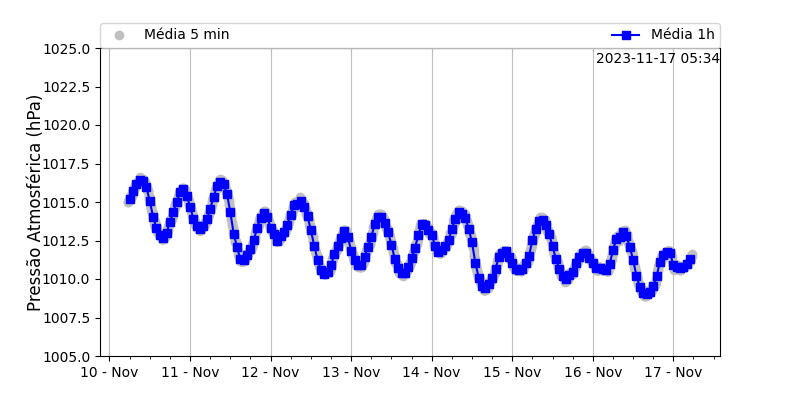 Média 5 min
Média 1h
2023-11-17 05:34
Pressão Atmosférica (hPa)
1025.0
1022.5
1020.0
1017.5
1015.0
1012.5
1010.0
1007.5
1005.0
10 - Nov
11 - Nov
12 - Nov
13 - Nov
14 - Nov
15 - Nov
16 - Nov
17 - Nov